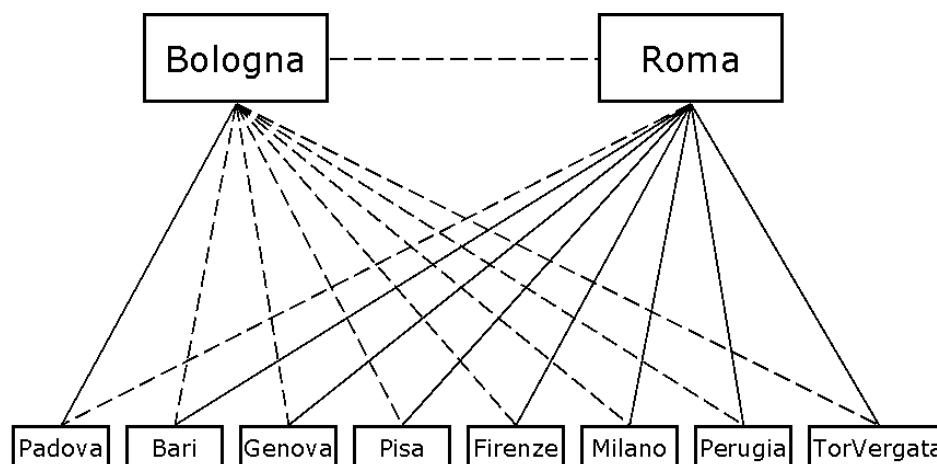 Bologna
Roma
Padova
Bari
Genova
Pisa
Firenze
Milano
Perugia
TorVergata